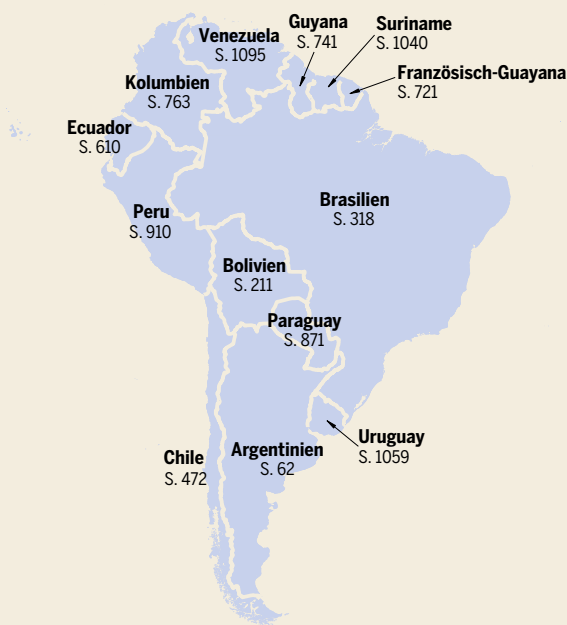 Venezuela
S. 1095
Guyana
S. 741
Suriname
S. 1040
Französisch-Guayana
S. 721
Kolumbien
S. 763
Ecuador
S. 610
Peru
S. 910
Brasilien
S. 318
Bolivien
S. 211
Paraguay
S. 871
Chile
S. 472
Argentinien
S. 62
Uruguay
S. 1059